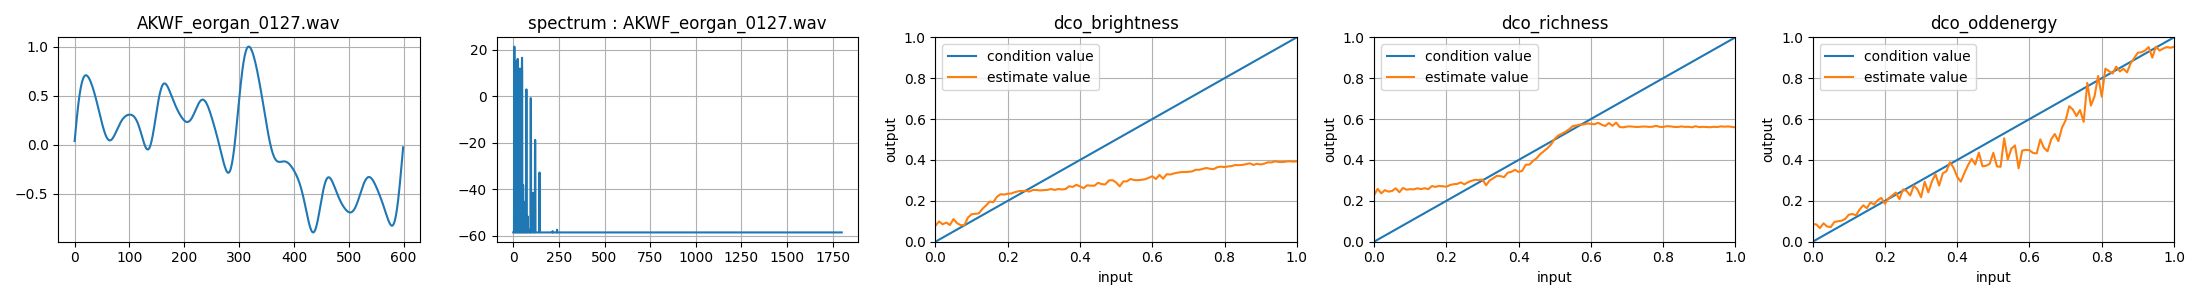 AKWF_eorgan_0127.wav
1.0
0.5
0.0
−0.5
0 100 200 300 400 500 600
spectrum : AKWF_eorgan_0127.wav
20
0
−20
−40
−60
0 250 500 750 1000 1250 1500 1750
dco_brightness
condition value
estimate value
output
1.0
0.8
0.6
0.4
0.2
0.0
0.0 0.2 0.4 0.6 0.8 1.0
input
dco_richness
condition value
estimate value
output
1.0
0.8
0.6
0.4
0.2
0.0
0.0 0.2 0.4 0.6 0.8 1.0
input
dco_oddenergy
condition value
estimate value
output
1.0
0.8
0.6
0.4
0.2
0.0
0.0 0.2 0.4 0.6 0.8 1.0
input